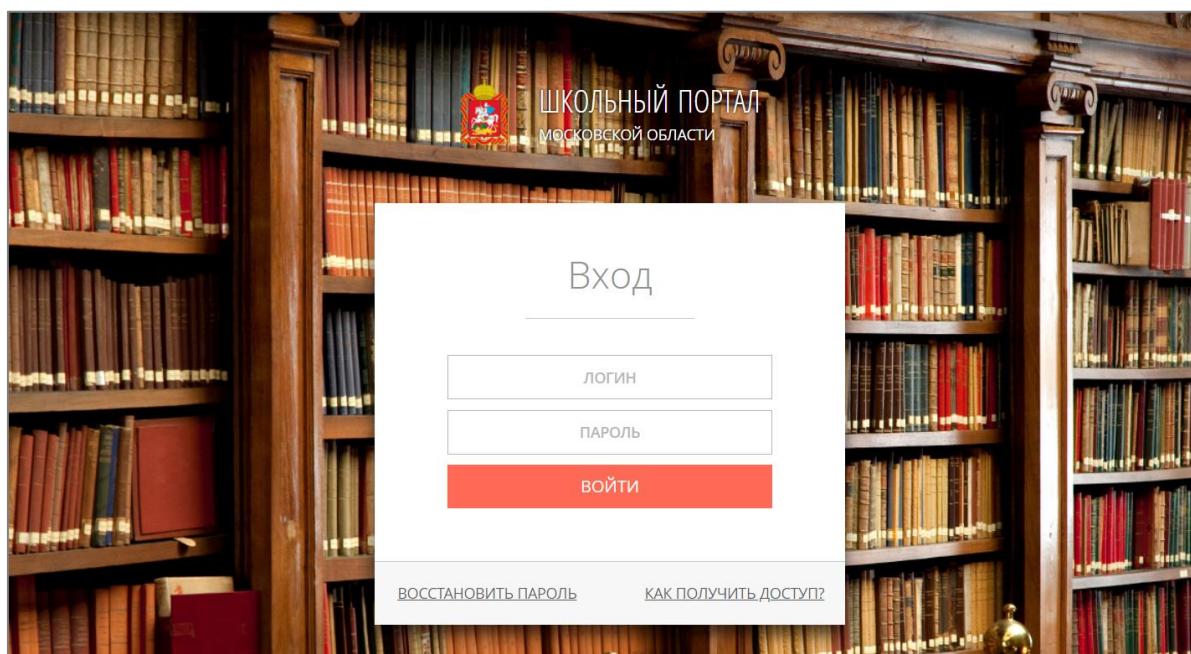 ШКОЛЬНЫЙ ПОРТАЛ
МОСКОВСКОЙ ОБЛАСТИ
Вход
ЛОГИН
ПАРОЛЬ
ВОЙТИ
ВОССТАНОВИТЬ ПАРОЛЬ
КАК ПОЛУЧИТЬ ДОСТУП?